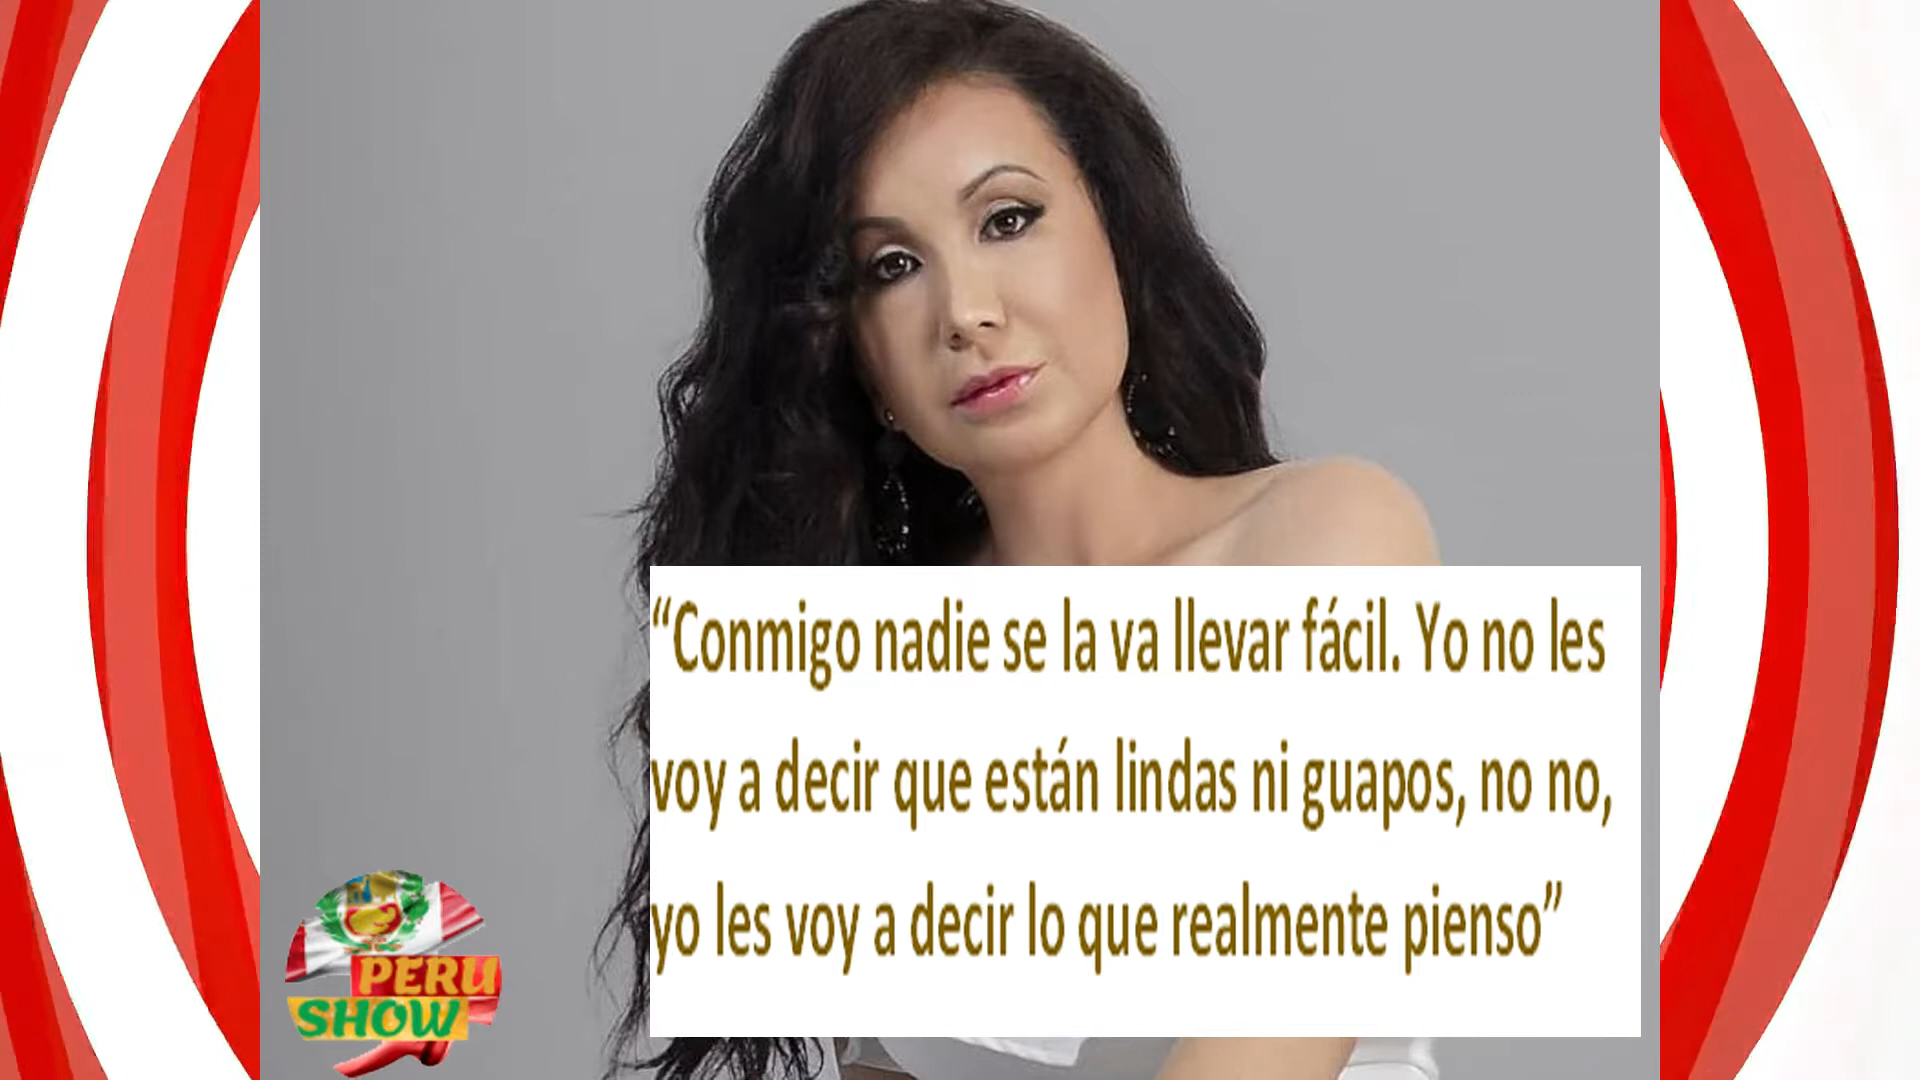 “Conmigo nadie se la va llevar fácil. Yo no les
voy a decir que están lindas ni guapos, no no,
yo les voy a decir lo que realmente pienso”
PERU
SHOW